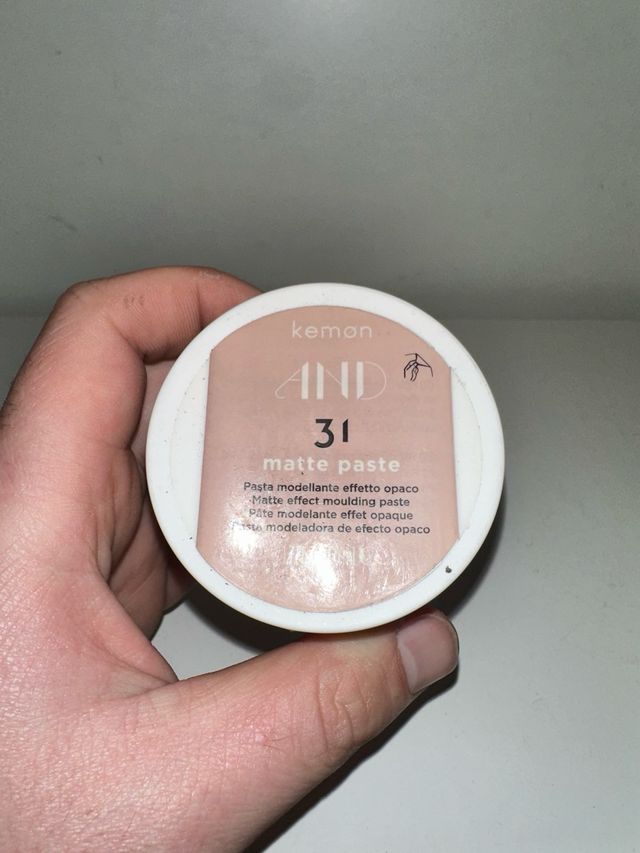 kemøn
AND
31
matte paste
Pasta modellante effetto opaco
Matte effect moulding paste
Pâte modelante effet opaque
Pasta modeladora de efecto opaco